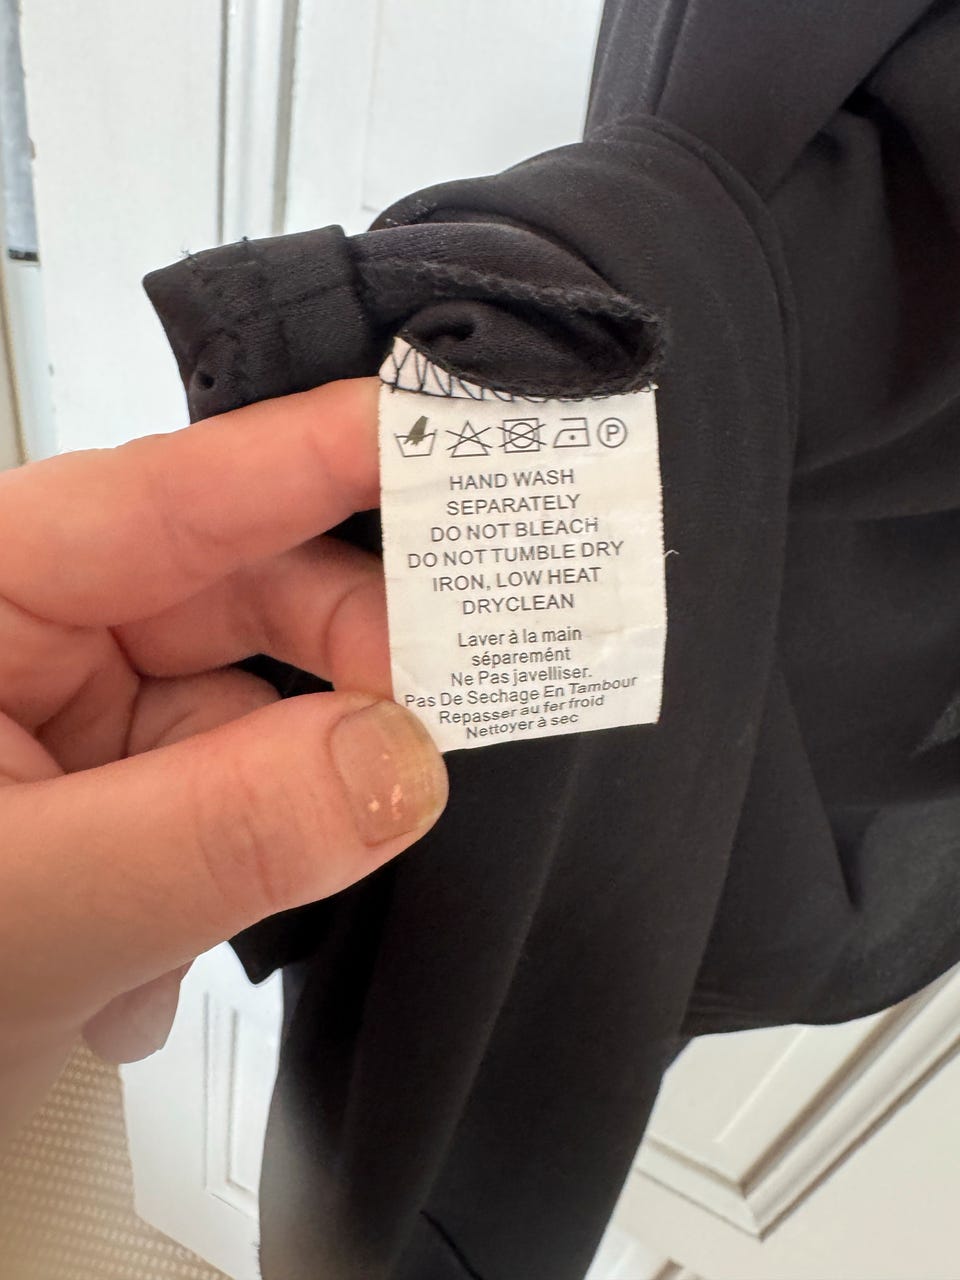 P
HAND WASH
SEPARATELY
DO NOT BLEACH
DO NOT TUMBLE DRY
IRON, LOW HEAT
DRYCLEAN
Laver à la main
séparemént
Ne Pas javelliser.
Pas De Sechage En Tambour
Repasser au fer froid
Nettoyer à sec